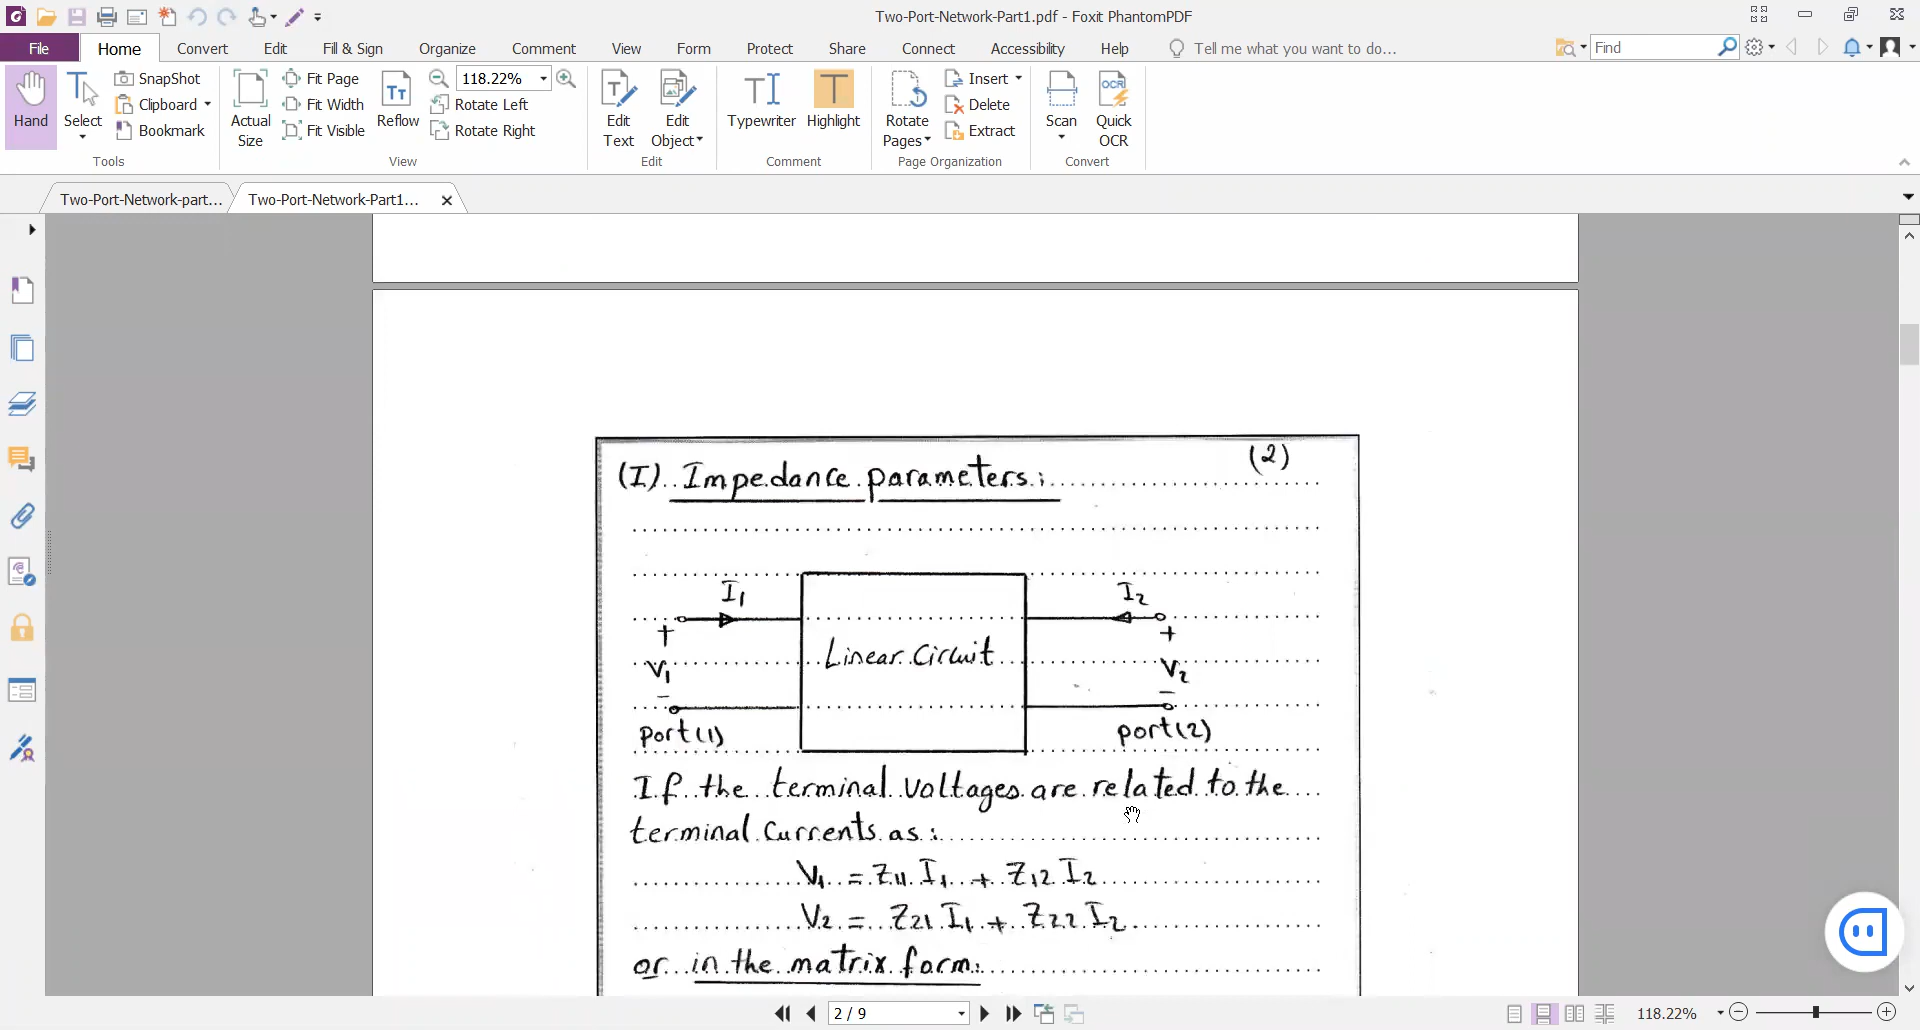 Two-Port-Network-Part1.pdf - Foxit PhantomPDF
File Home Convert Edit Fill & Sign Organize Comment View Form Protect Share Connect Accessibility Help Tell me what you want to do... Find
Hand
Select
SnapShot
Clipboard
Bookmark
Tools
Actual Size
Fit Page
Fit Width
Fit Visible
Reflow
118.22%
Rotate Left
Rotate Right
View
Edit Text
Edit Object
Edit
Typewriter
Highlight
Comment
Rotate Pages
Insert
Delete
Extract
Page Organization
Scan
OCR
Quick OCR
Convert
Two-Port-Network-part... Two-Port-Network-Part1...
(2)
(I) Impedance parameters:
I1 I2
+ +
Linear Circuit
V1 V2
- -
port(1) port(2)
If the terminal voltages are related to the
terminal currents as:
V1 = Z11 I1 + Z12 I2
V2 = Z21 I1 + Z22 I2
or in the matrix form:
2 / 9
118.22%